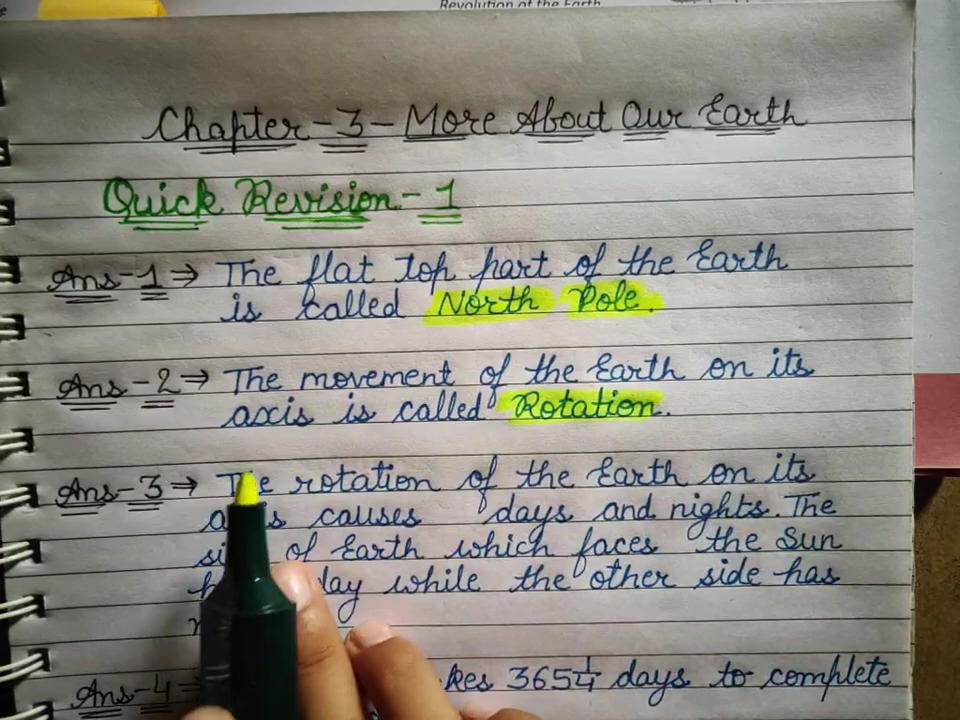 Revolution of the Earth
Chapter-3-More About Our Earth
Quick Revision-1
Ans-1⇒ The flat top part of the Earth
is called North Pole.
Ans-2⇒ The movement of the Earth on its
axis is called Rotation.
Ans-3⇒ The rotation of the Earth on its
causes days and nights. The
of Earth which faces the Sun
day while the other side has
Ans-4⇒ 365¼ days to complete